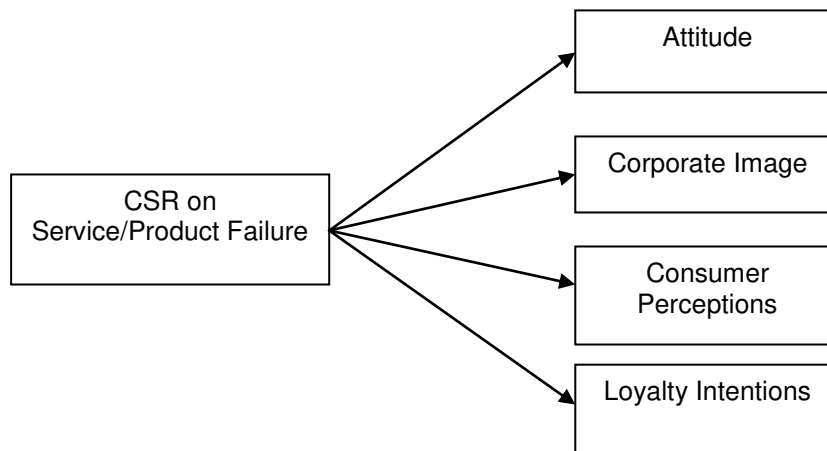 Attitude
Corporate Image
CSR on
Service/Product Failure
Consumer
Perceptions
Loyalty Intentions